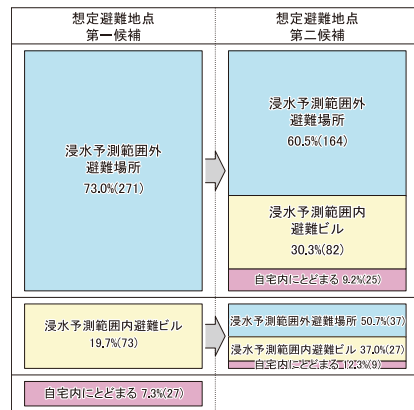 想定避難地点
第一候補
想定避難地点
第二候補
浸水予測範囲外
避難場所
73.0%(271)
浸水予測範囲外
避難場所
60.5%(164)
浸水予測範囲内
避難ビル
30.3%(82)
自宅内にとどまる 9.2%(25)
浸水予測範囲内避難ビル
19.7%(73)
浸水予測範囲外避難場所 50.7%(37)
浸水予測範囲内避難ビル 37.0%(27)
自宅内にとどまる 12.3%(9)
自宅内にとどまる 7.3%(27)